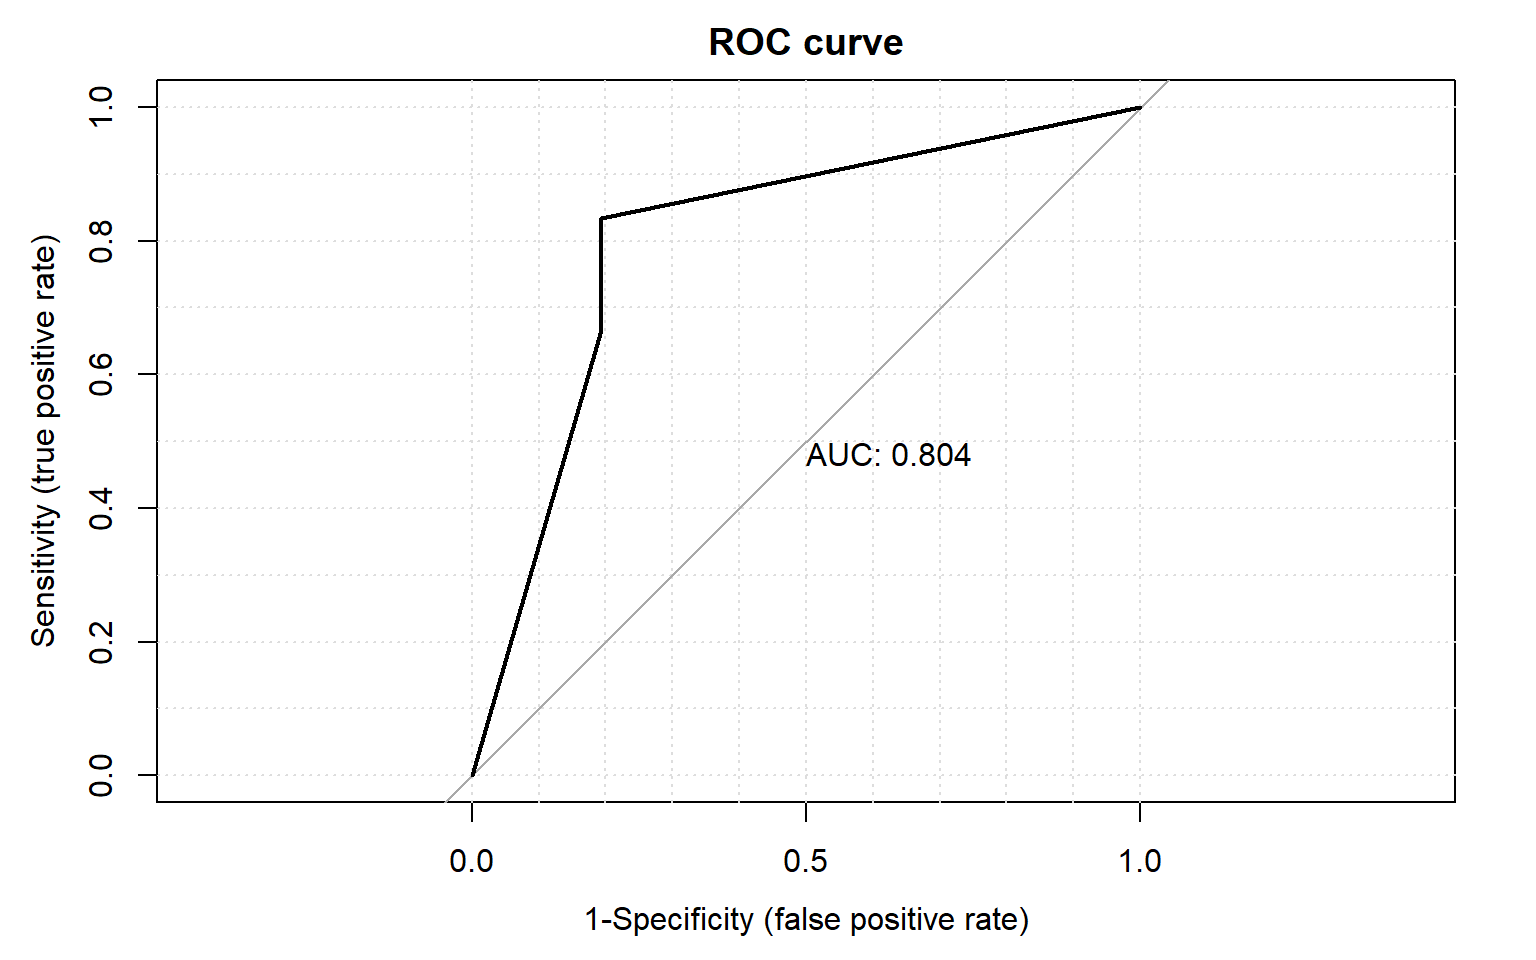 ROC curve
Sensitivity (true positive rate)
1.0
0.8
0.6
0.4
0.2
0.0
AUC: 0.804
0.0 0.5 1.0
1-Specificity (false positive rate)